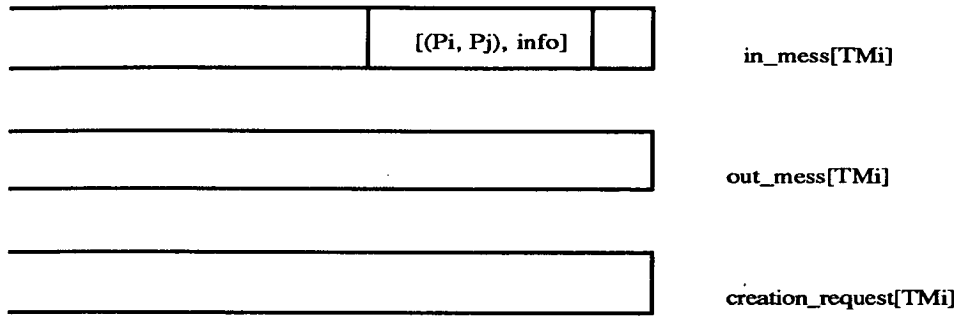 [(Pi, Pj), info]
in_mess[TMi]
out_mess[TMi]
creation_request[TMi]